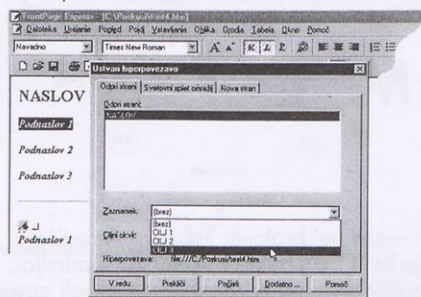 FrontPage Express - [C:\Poskusi\test4.htm]
Datoteka Urejanje Pogled Pojdi Vstavljanje Oblika Orodja Tabela Okno Pomoč
Navadno Times New Roman
Ustvari hiperpovezavo
Odpri strani Svetovni splet Nova stran
Odpri strani:
NASLOV
NASLOV
Podnaslov 1
Podnaslov 2
Podnaslov 3
Zaznamek: (brez)
(brez)
CILJ 1
CILJ 2
CILJ 3
Ciljni okvir:
Hiperpovezava: file:///C:/Poskusi/test4.htm
Podnaslov 1
V redu Prekliči Počisti Dodatno... Pomoč